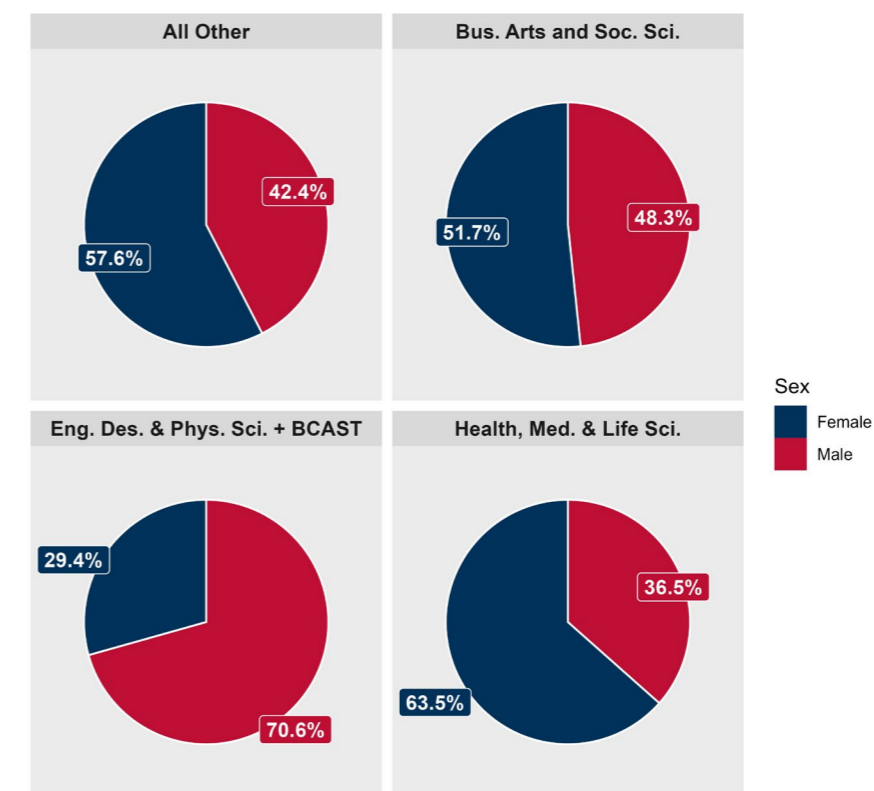 All Other
42.4%
57.6%
Bus. Arts and Soc. Sci.
48.3%
51.7%
Eng. Des. & Phys. Sci. + BCAST
29.4%
70.6%
Health, Med. & Life Sci.
36.5%
63.5%
Sex
Female
Male